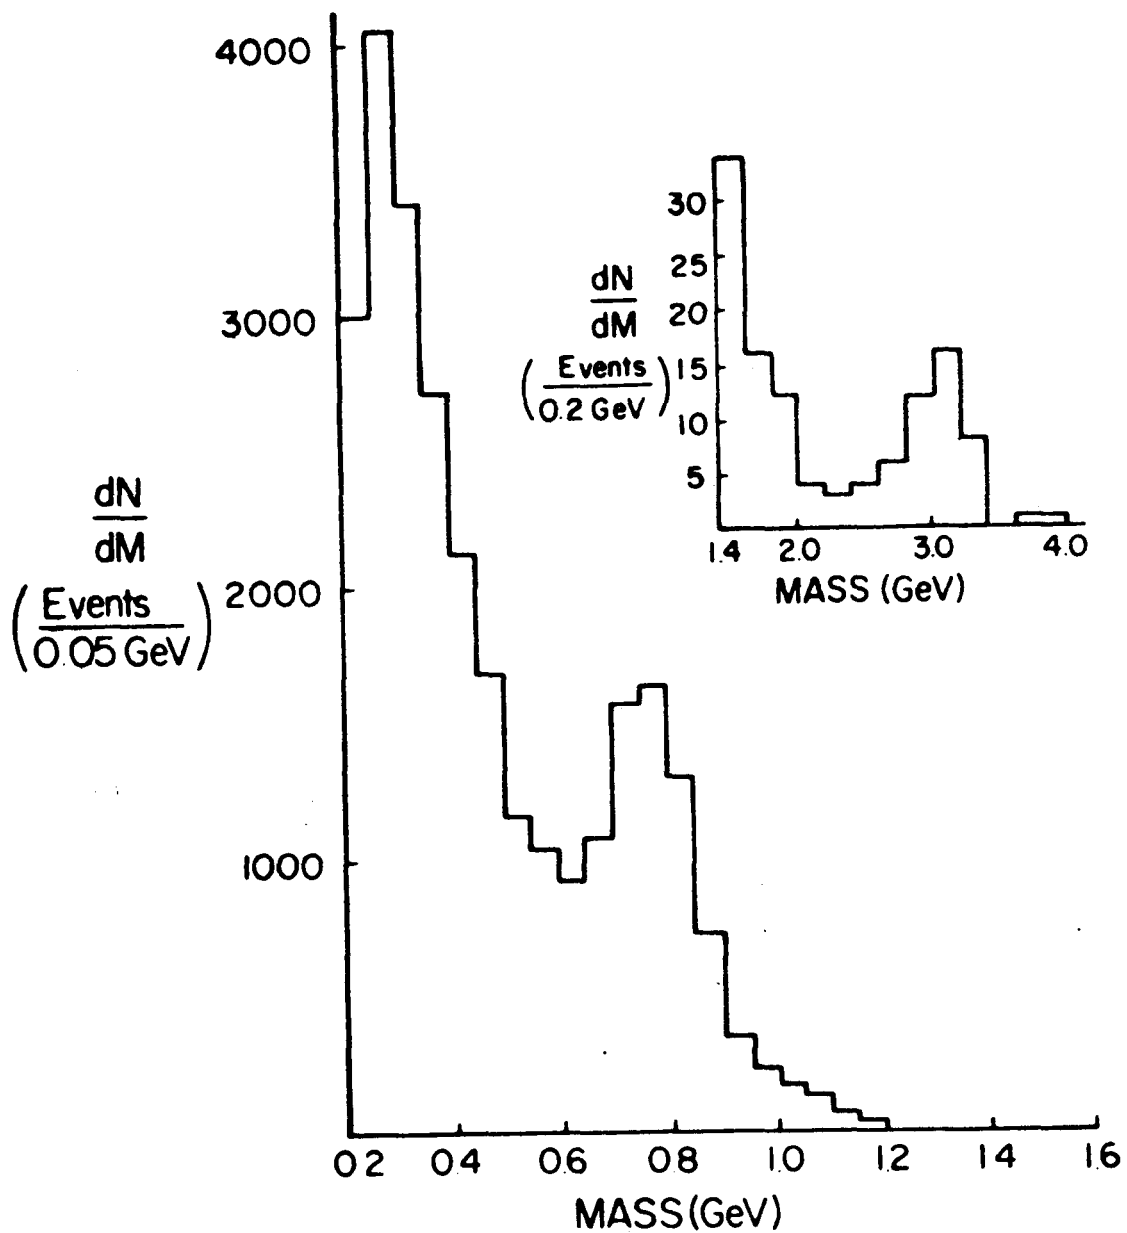 4000
3000
2000
1000
dN
dM
(Events
0.05 GeV)
0.2 0.4 0.6 0.8 1.0 1.2 1.4 1.6
MASS (GeV)
30
25
20
15
10
5
dN
dM
(Events
0.2 GeV)
1.4 2.0 3.0 4.0
MASS (GeV)